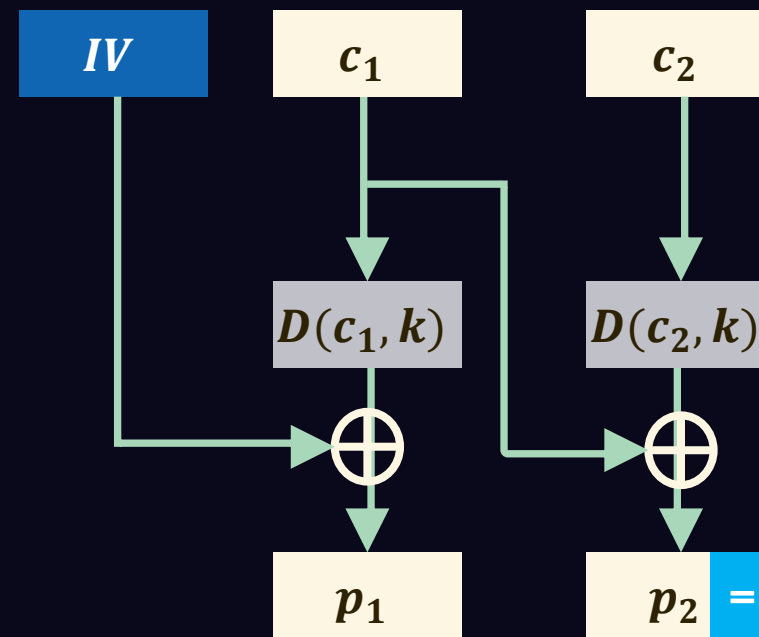 IV c₁ c₂
D(c₁, k) D(c₂, k)
p₁ p₂ =